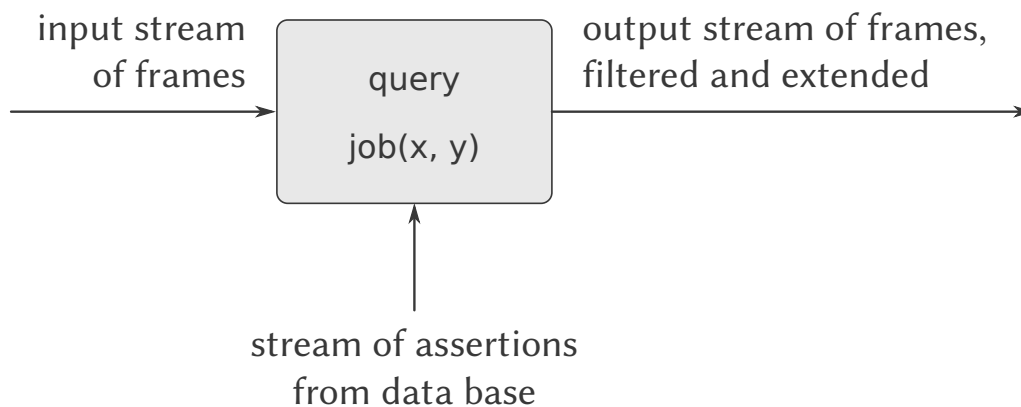 input stream
of frames
query
job(x, y)
output stream of frames,
filtered and extended
stream of assertions
from data base